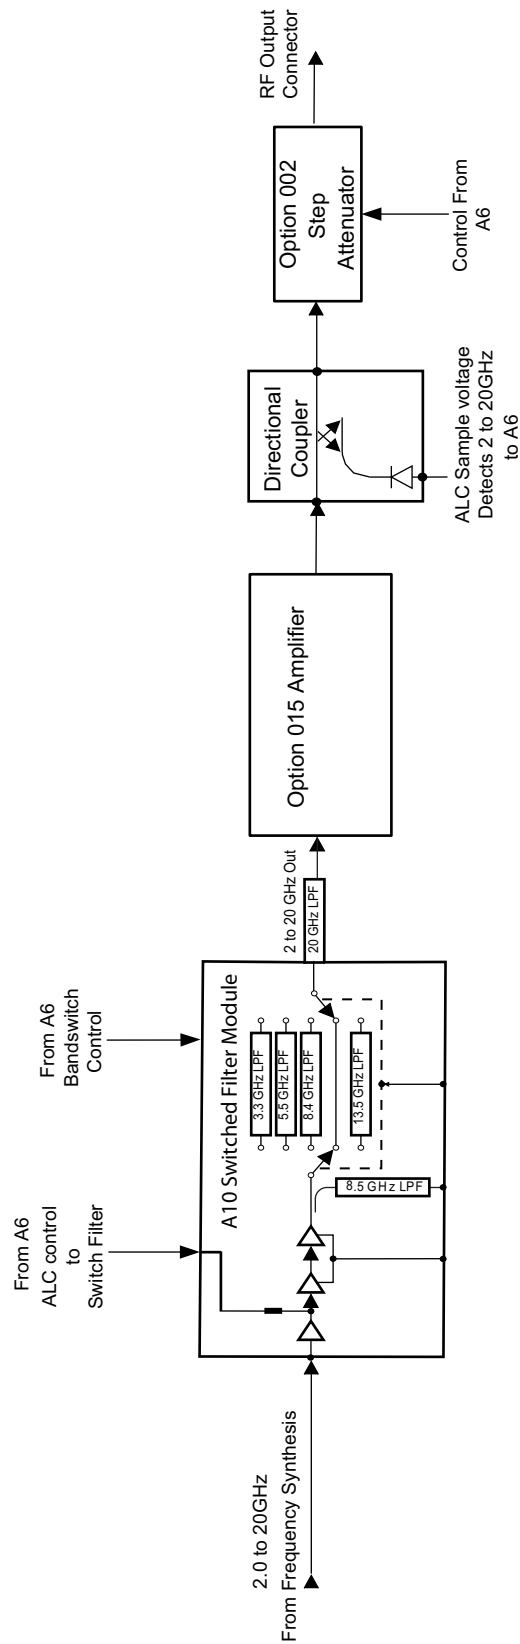 2.0 to 20GHz
From Frequency Synthesis
From A6
ALC control
to
Switch Filter
From A6
Bandswitch
Control
A10 Switched Filter Module
3.3 GHz LPF
5.5 GHz LPF
8.4 GHz LPF
13.5 GHz LPF
8.5 GHz LPF
2 to 20 GHz Out
20 GHz LPF
Option 015 Amplifier
Directional
Coupler
ALC Sample voltage
Detects 2 to 20GHz
to A6
Option 002
Step
Attenuator
Control From
A6
RF Output
Connector